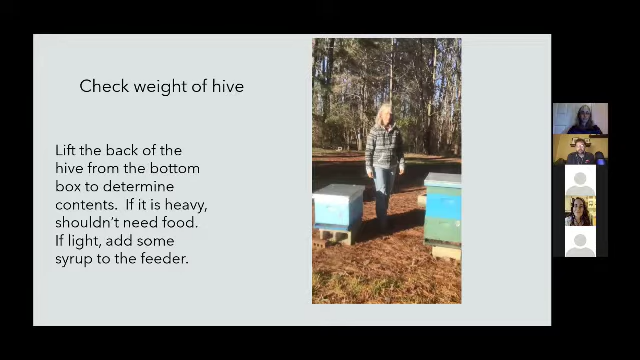 Check weight of hive
Lift the back of the
hive from the bottom
box to determine
contents.  If it is heavy,
shouldn't need food.
If light, add some
syrup to the feeder.